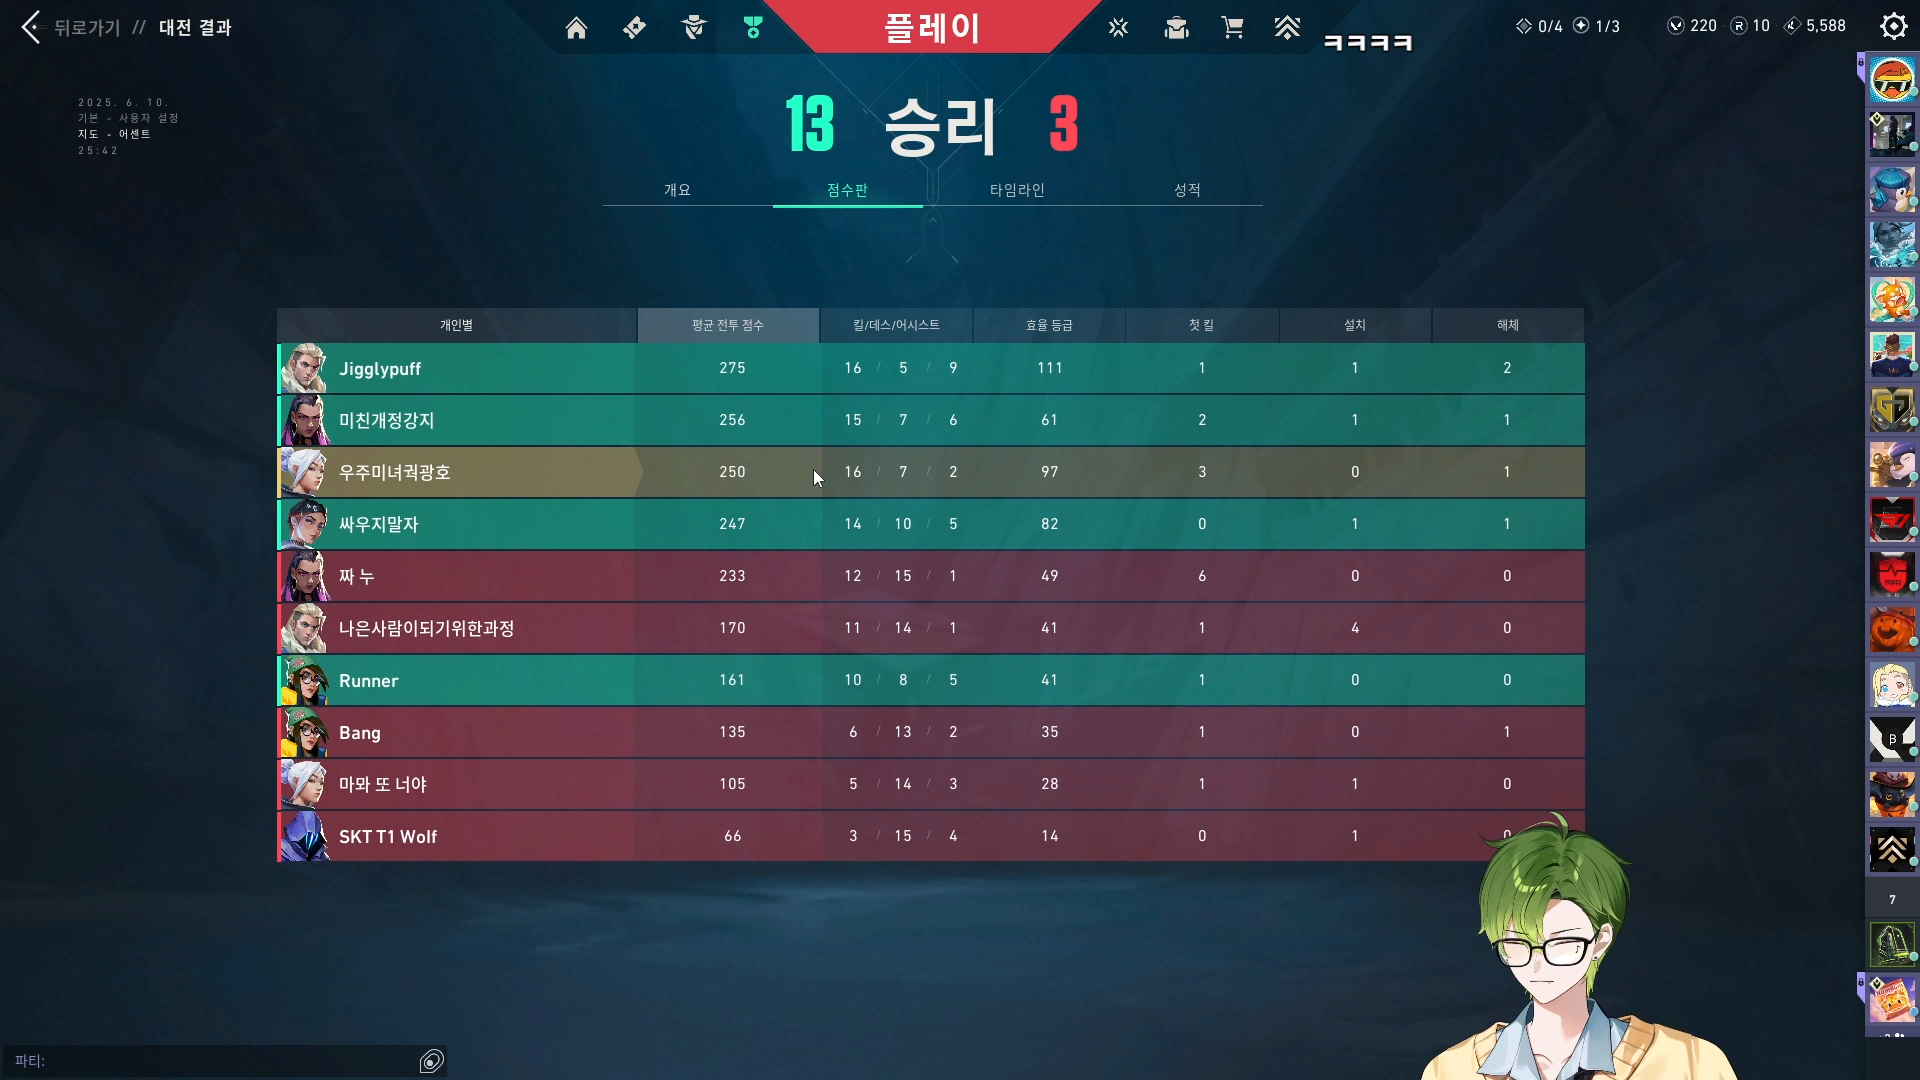 뒤로가기 // 대전 결과
플레이
ㅋㅋㅋㅋ
0/4 1/3 220 10 5,588
2025. 6. 10.
기본 - 사용자 설정
지도 - 어센트
25:42
13 승리 3
개요 점수판 타임라인 성적
개인별 평균 전투 점수 킬/데스/어시스트 효율 등급 첫 킬 설치 해체
Jigglypuff 275 16 / 5 / 9 111 1 1 2
미친개정강지 256 15 / 7 / 6 61 2 1 1
우주미녀궉광호 250 16 / 7 / 2 97 3 0 1
싸우지말자 247 14 / 10 / 5 82 0 1 1
짜 누 233 12 / 15 / 1 49 6 0 0
나은사람이되기위한과정 170 11 / 14 / 1 41 1 4 0
Runner 161 10 / 8 / 5 41 1 0 0
Bang 135 6 / 13 / 2 35 1 0 1
마뫄 또 너야 105 5 / 14 / 3 28 1 1 0
SKT T1 Wolf 66 3 / 15 / 4 14 0 1 0
7
파티: